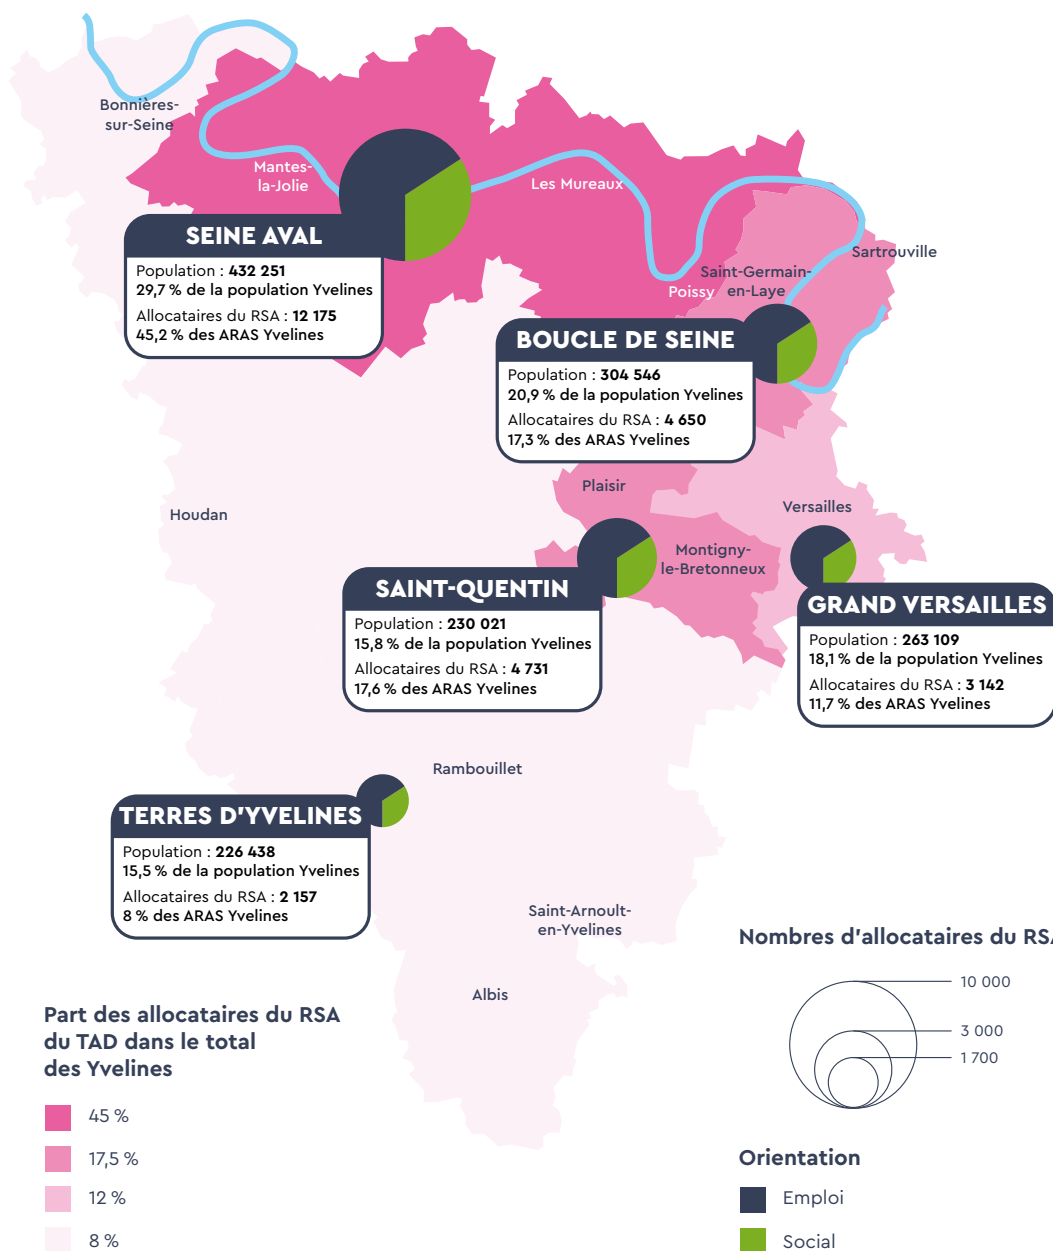 Bonnières-
sur-Seine
Mantes-
la-Jolie
Les Mureaux
Sartrouville
Saint-Germain-
en-Laye
Poissy
SEINE AVAL
Population : 432 251
29,7 % de la population Yvelines
Allocataires du RSA : 12 175
45,2 % des ARAS Yvelines
BOUCLE DE SEINE
Population : 304 546
20,9 % de la population Yvelines
Allocataires du RSA : 4 650
17,3 % des ARAS Yvelines
Plaisir
Houdan
Versailles
Montigny-
le-Bretonneux
SAINT-QUENTIN
Population : 230 021
15,8 % de la population Yvelines
Allocataires du RSA : 4 731
17,6 % des ARAS Yvelines
GRAND VERSAILLES
Population : 263 109
18,1 % de la population Yvelines
Allocataires du RSA : 3 142
11,7 % des ARAS Yvelines
Rambouillet
TERRES D'YVELINES
Population : 226 438
15,5 % de la population Yvelines
Allocataires du RSA : 2 157
8 % des ARAS Yvelines
Saint-Arnoult-
en-Yvelines
Albis
Part des allocataires du RSA
du TAD dans le total
des Yvelines
45 %
17,5 %
12 %
8 %
Nombres d'allocataires du RSA
10 000
3 000
1 700
Orientation
Emploi
Social